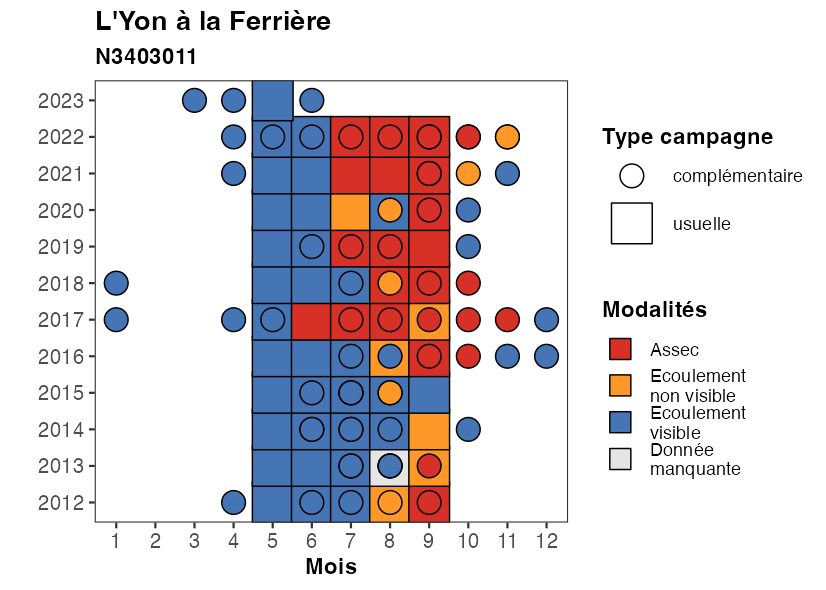 L'Yon à la Ferrière
N3403011
2023
2022
2021
2020
2019
2018
2017
2016
2015
2014
2013
2012
1 2 3 4 5 6 7 8 9 10 11 12
Mois
Type campagne
complémentaire
usuelle
Modalités
Assec
Ecoulement
non visible
Ecoulement
visible
Donnée
manquante